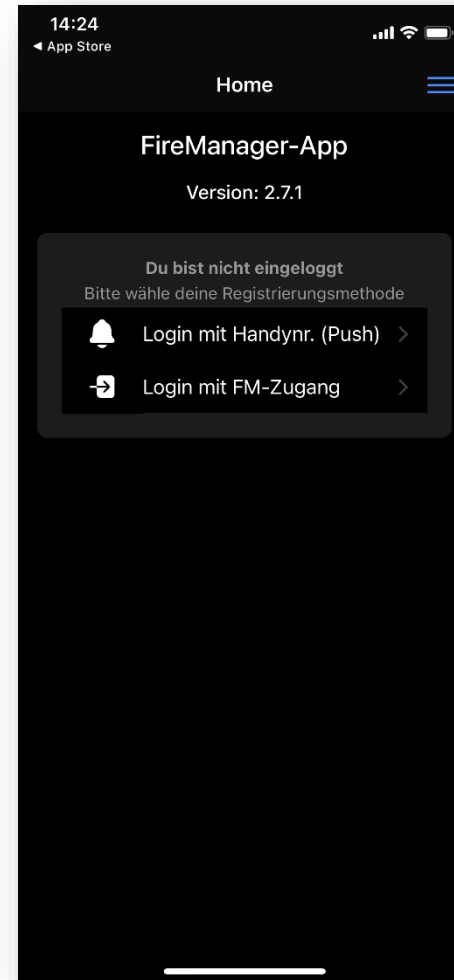 14:24
◀ App Store
Home
FireManager-App
Version: 2.7.1
Du bist nicht eingeloggt
Bitte wähle deine Registrierungsmethode
Login mit Handynr. (Push)
Login mit FM-Zugang